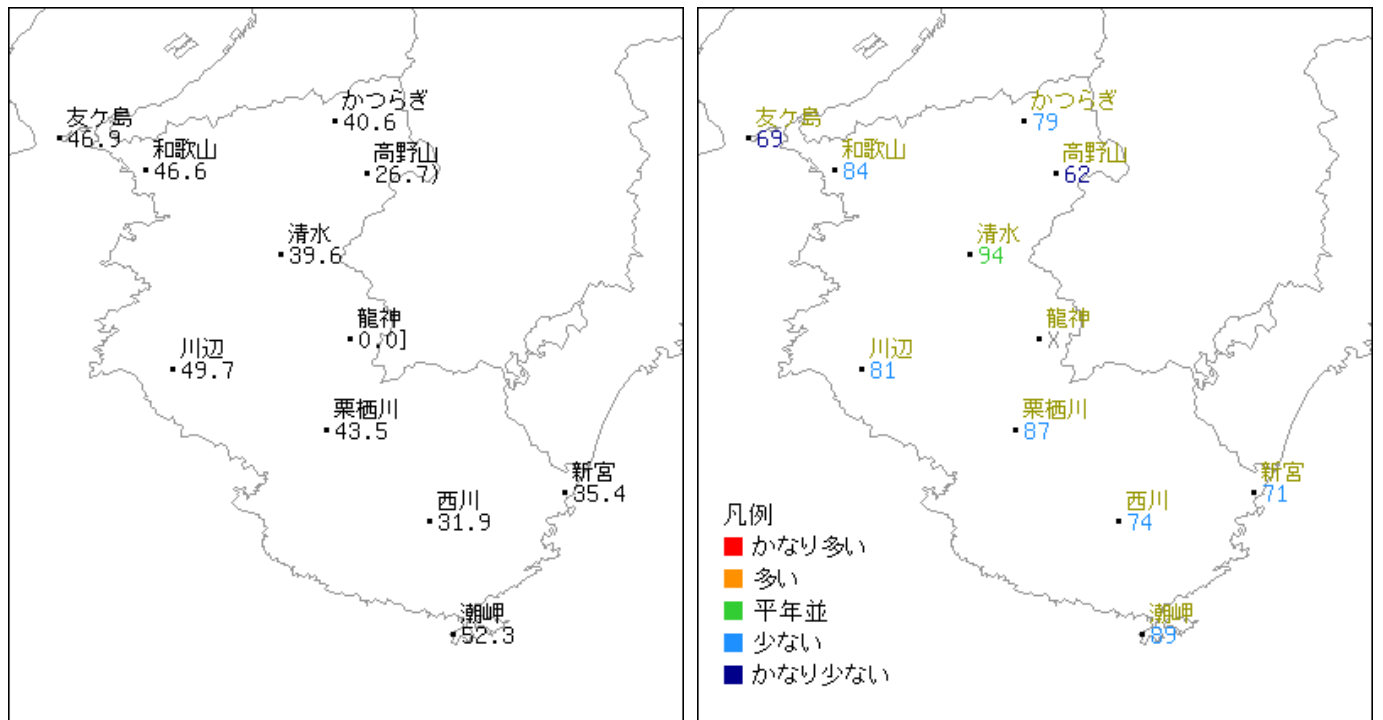 友ケ島
46.9
和歌山
46.6
かつらぎ
40.6
高野山
26.7)
清水
39.6
龍神
0.0]
川辺
49.7
栗栖川
43.5
新宮
35.4
西川
31.9
潮岬
52.3
友ケ島
69
和歌山
84
かつらぎ
79
高野山
62
清水
94
龍神
X
川辺
81
栗栖川
87
新宮
71
西川
74
潮岬
89
凡例
かなり多い
多い
平年並
少ない
かなり少ない